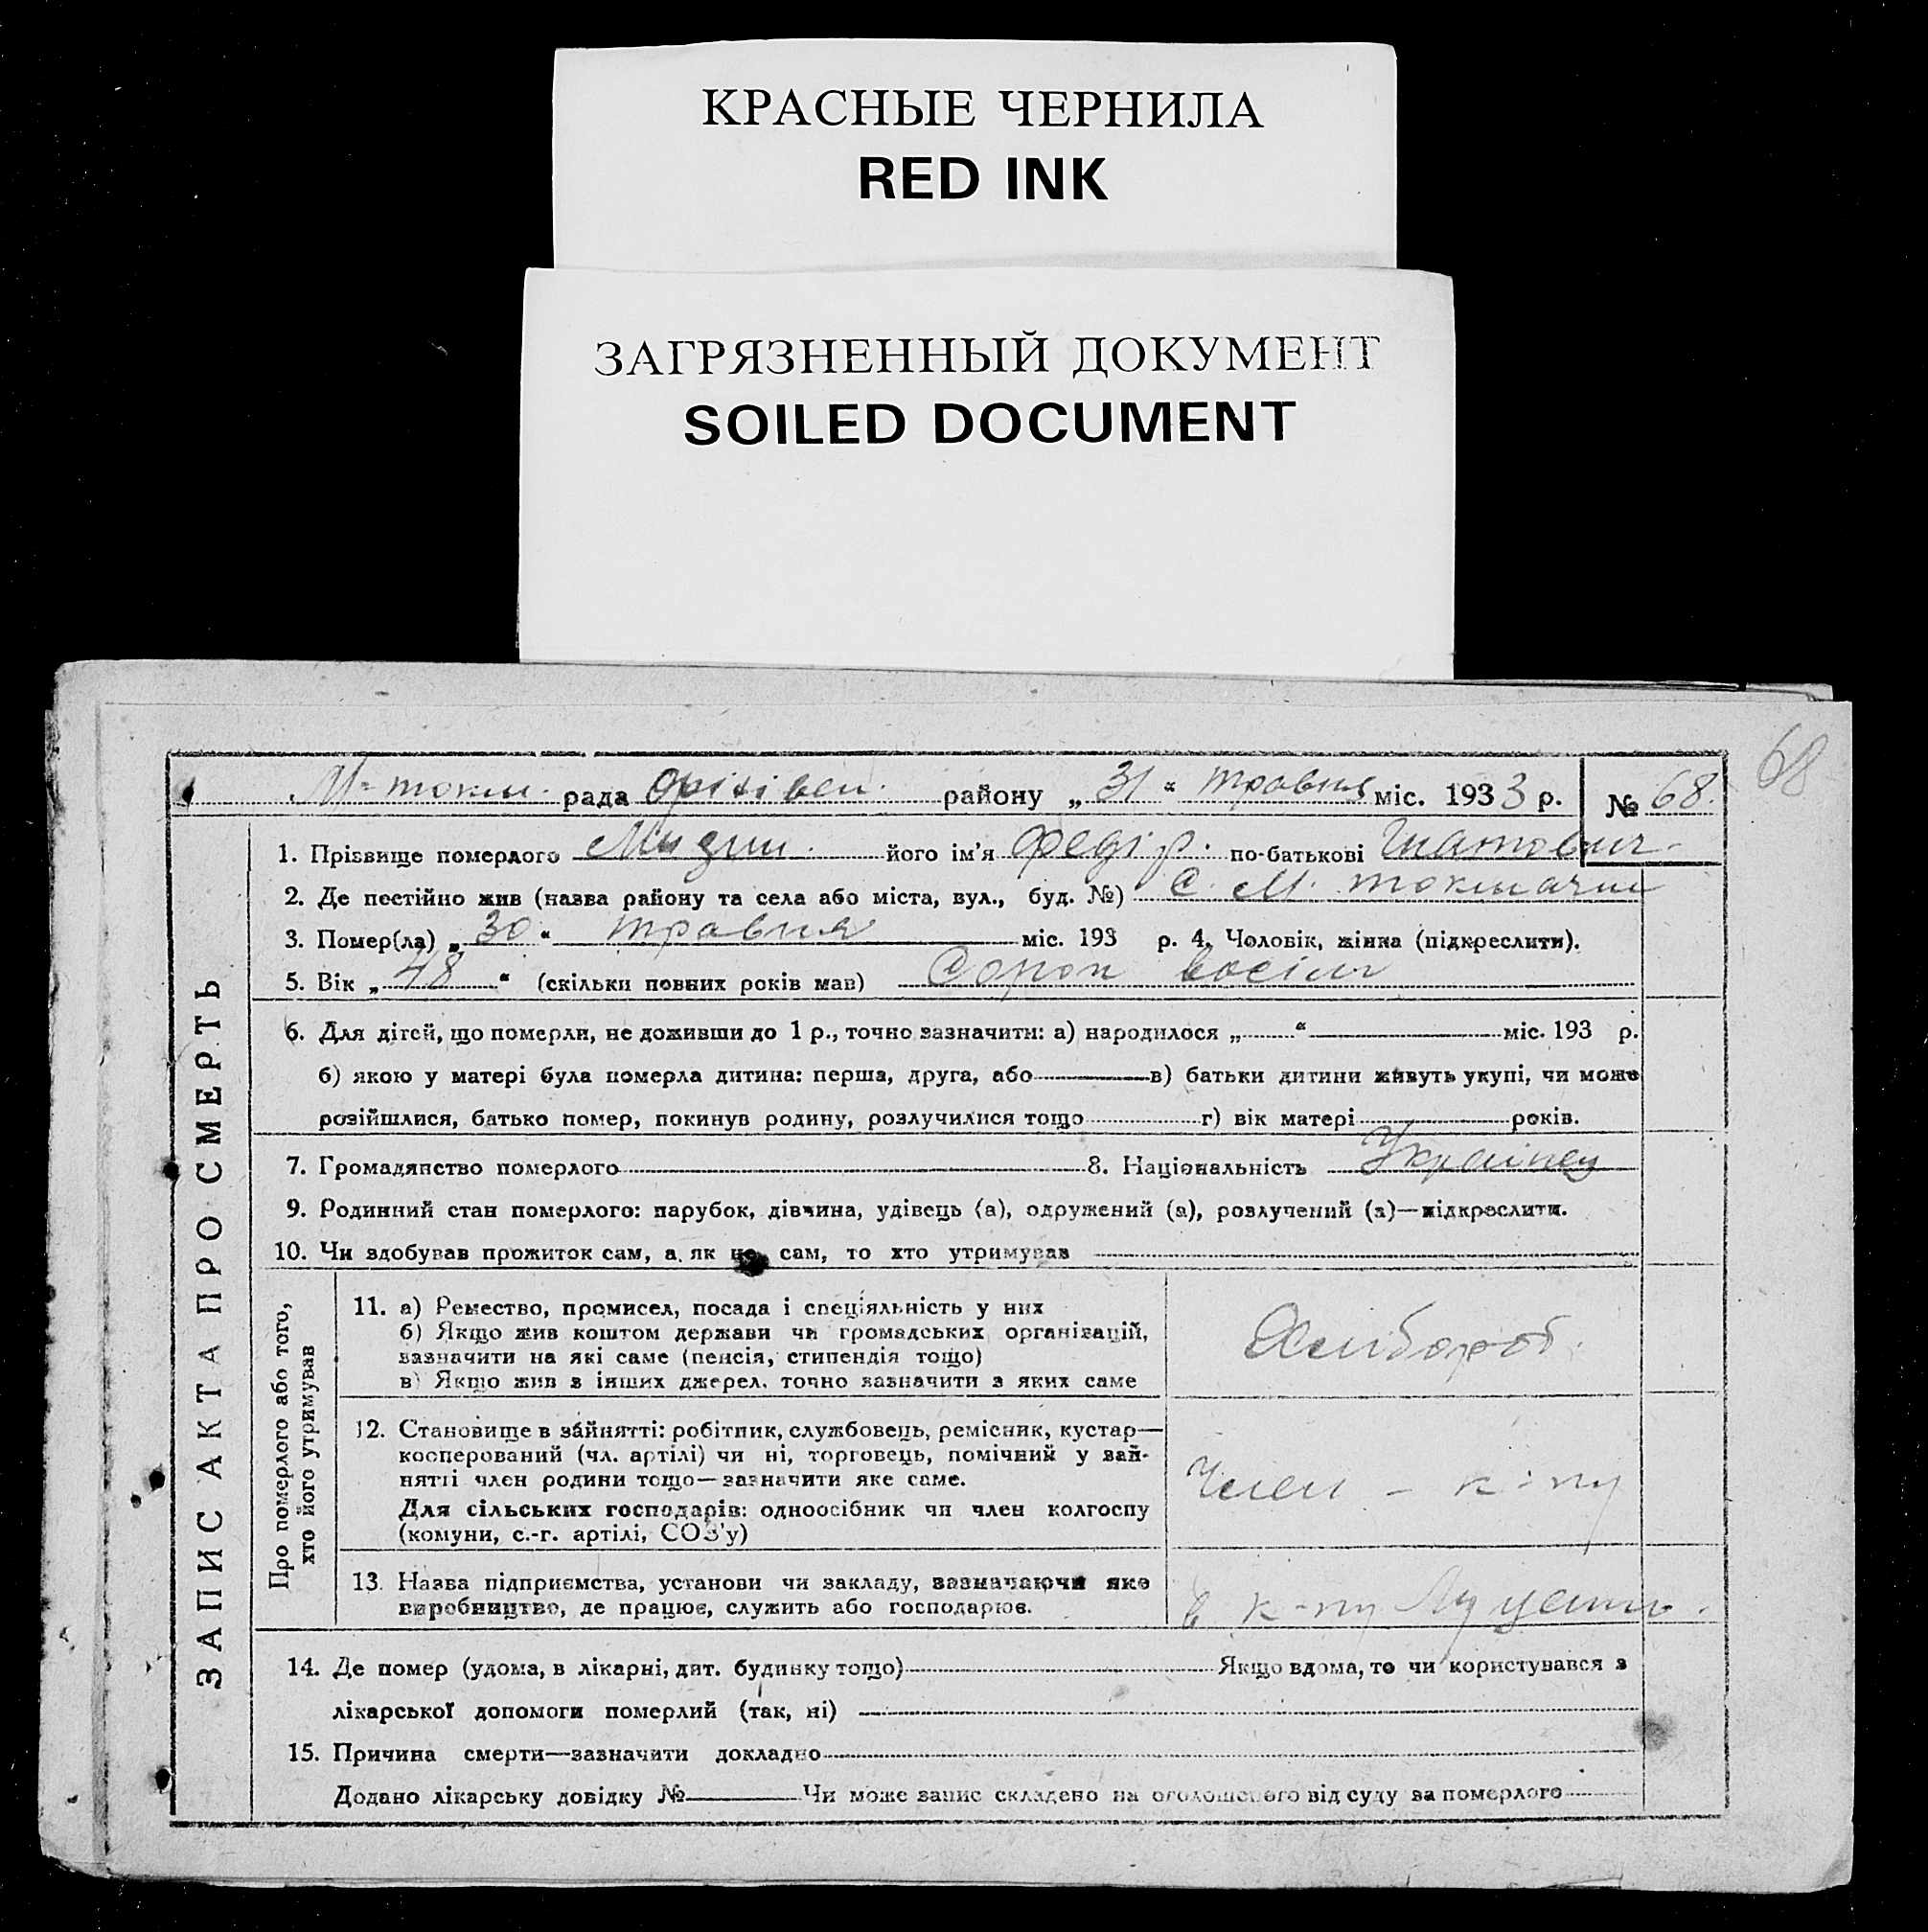 КРАСНЫЕ ЧЕРНИЛА
RED INK
ЗАГРЯЗНЕННЫЙ ДОКУМЕНТ
SOILED DOCUMENT
68
М-токм. рада оріхівсп. району „ 31 “ травня міс. 1933 р. № 68.
ЗАПИС АКТА ПРО СМЕРТЬ
1. Прізвище померлого його ім'я Федір. по-батькові
2. Де пестійно жив (назва району та села або міста, вул., буд. №) С. М. токмачки
3. Помер(ла) „ 30 “ травня міс. 193 р. 4. Чоловік, жінка (підкреслити).
5. Вік „ 48 “ (скільки повних років мав) Сорок восім
6. Для дітей, що померли, не доживши до 1 р., точно зазначити: а) народилося „ “ міс. 193 р.
б) якою у матері була померла дитина: перша, друга, або в) батьки дитини живуть укупі, чи може
розійшлися, батько помер, покинув родину, розлучилися тощо г) вік матері років.
7. Громадянство померлого 8. Національність Українец
9. Родинний стан померлого: парубок, дівчина, удівець (а), одружений (а), розлучений (а)—підкреслити.
10. Чи здобував прожиток сам, а як не сам, то хто утримував
Про померлого або того,
хто його утримував
11. а) Ремество, промисел, посада і спеціяльність у них
б) Якщо жив коштом держави чи громадських організацій,
зазначити на які саме (пенсія, стипендія тощо)
в) Якщо жив з інших джерел, точно зазначити з яких саме
Хлібороб.
12. Становище в зайнятті: робітник, службовець, ремісник, кустар—
кооперований (чл. артілі) чи ні, торговець, помічний у зай-
нятті член родини тощо—зазначити яке саме.
Для сільських господарів: одноосібник чи член колгоспу
(комуни, с.-г. артілі, СОЗ'у)
Член - к-пу
13. Назва підприємства, установи чи закладу, зазначаючи яке
виробництво, де працює, служить або господарює.
в к-пу
14. Де помер (удома, в лікарні, дит. будинку тощо) Якщо вдома, то чи користувався з
лікарської допомоги померлий (так, ні)
15. Причина смерти—зазначити докладно
Додано лікарську довідку № Чи може запис складено на оголошеного від суду за померлого